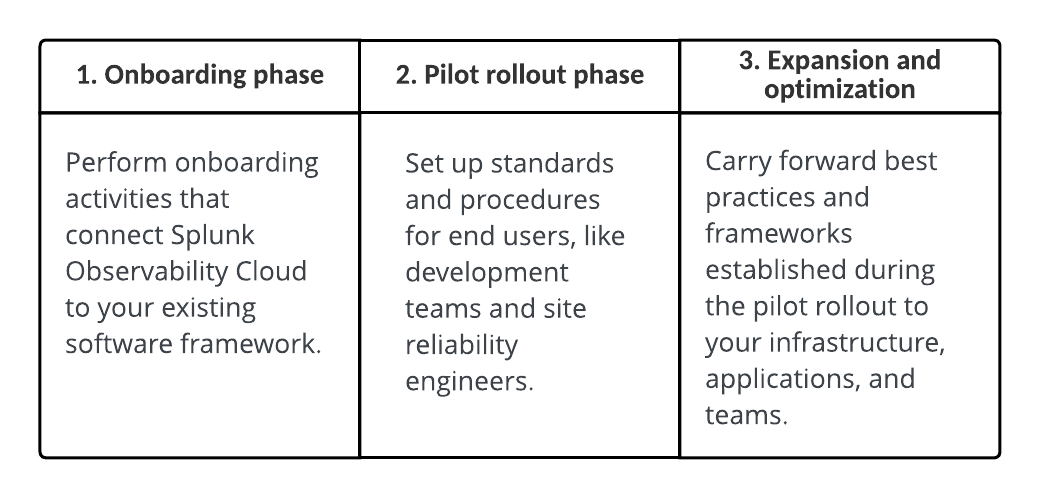 1. Onboarding phase
Perform onboarding
activities that
connect Splunk
Observability Cloud
to your existing
software framework.
2. Pilot rollout phase
Set up standards
and procedures
for end users, like
development
teams and site
reliability
engineers.
3. Expansion and
optimization
Carry forward best
practices and
frameworks
established during
the pilot rollout to
your infrastructure,
applications, and
teams.